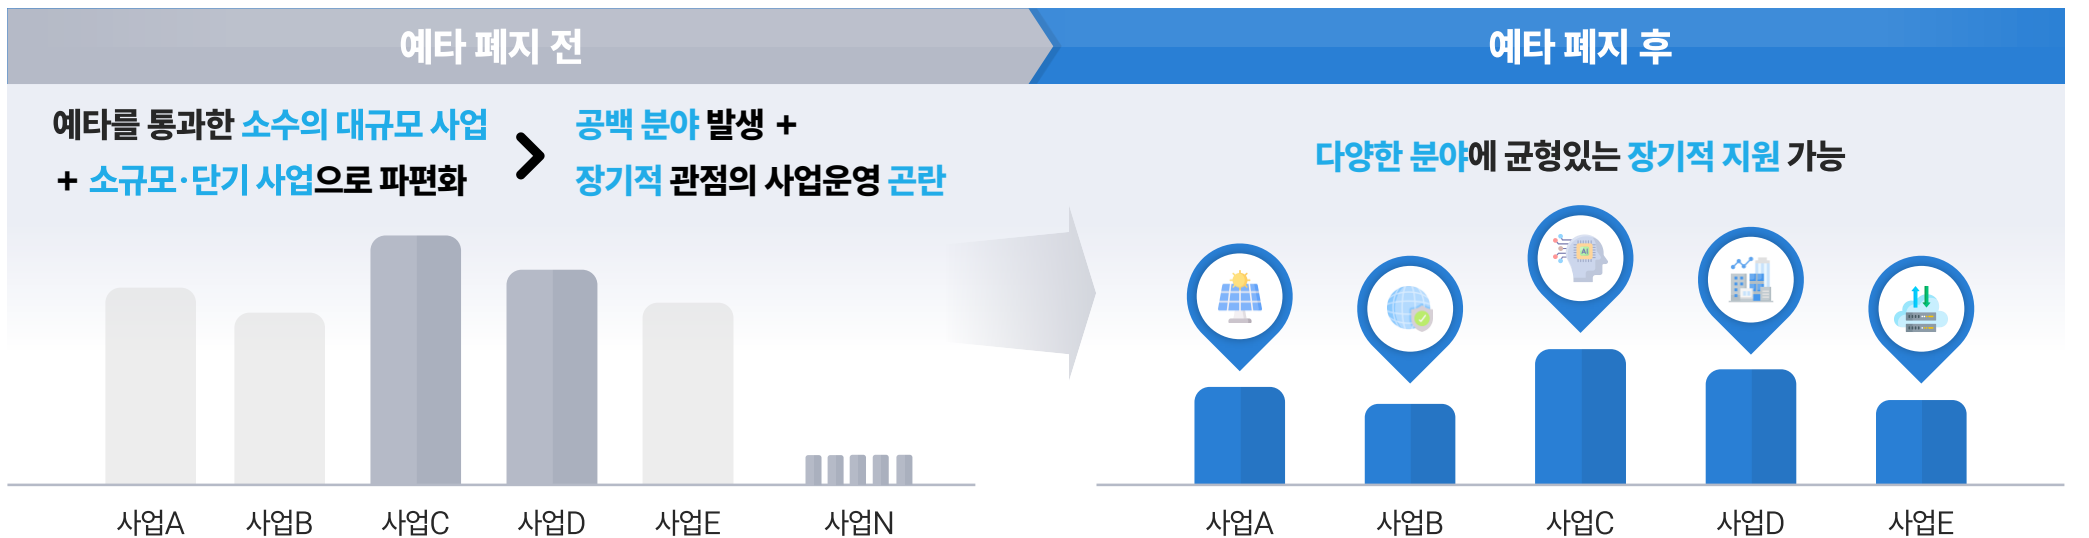 예타 폐지 전
예타 폐지 후
예타를 통과한 소수의 대규모 사업
+ 소규모·단기 사업으로 파편화
공백 분야 발생 +
장기적 관점의 사업운영 곤란
다양한 분야에 균형있는 장기적 지원 가능
AI
사업A
사업B
사업C
사업D
사업E
사업N
사업A
사업B
사업C
사업D
사업E